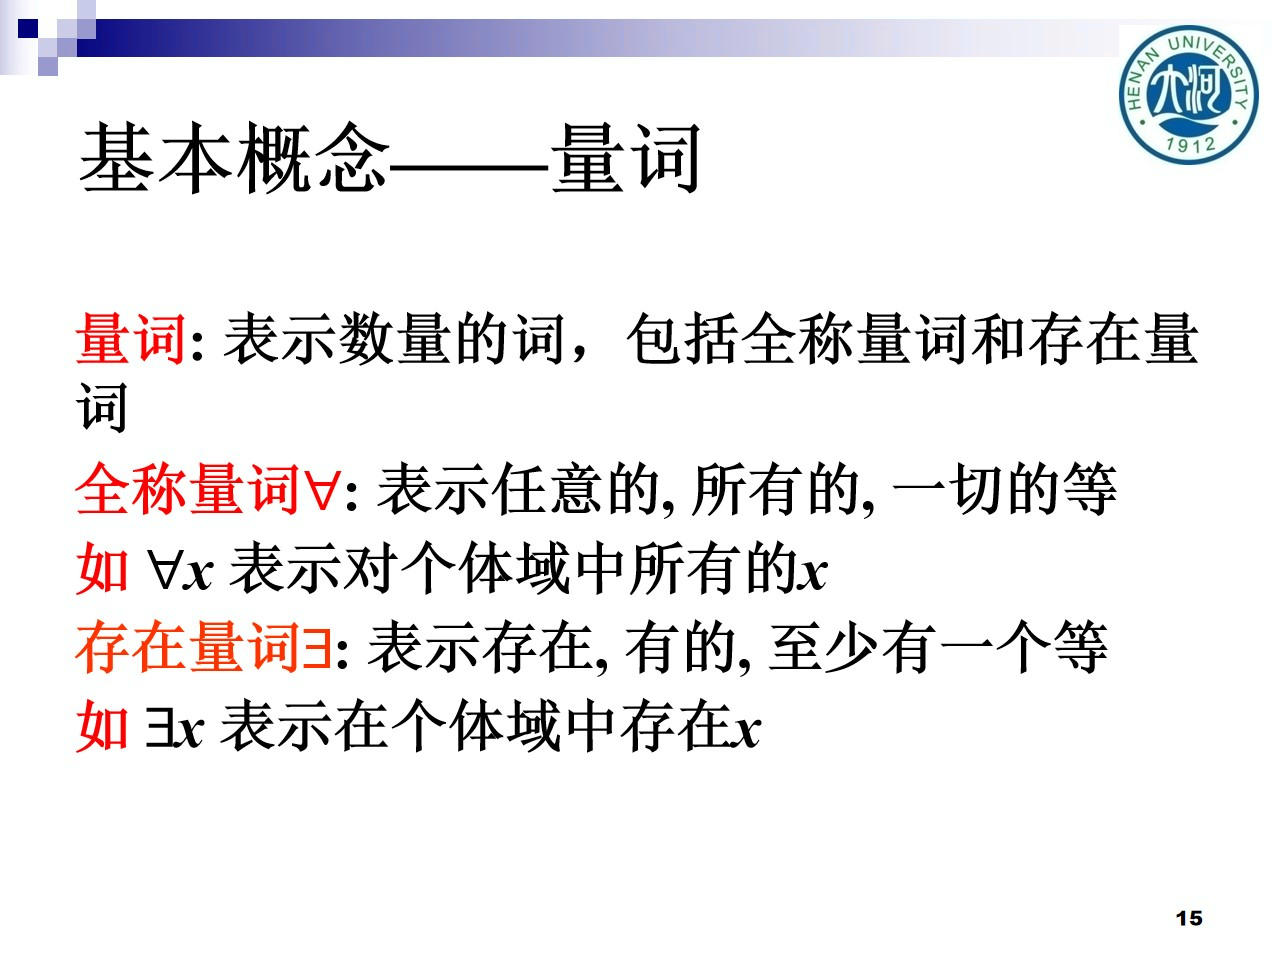 HENAN UNIVERSITY
河大
1912
基本概念——量词
量词: 表示数量的词，包括全称量词和存在量
词
全称量词∀: 表示任意的, 所有的, 一切的等
如 ∀x 表示对个体域中所有的x
存在量词∃: 表示存在, 有的, 至少有一个等
如 ∃x 表示在个体域中存在x
15